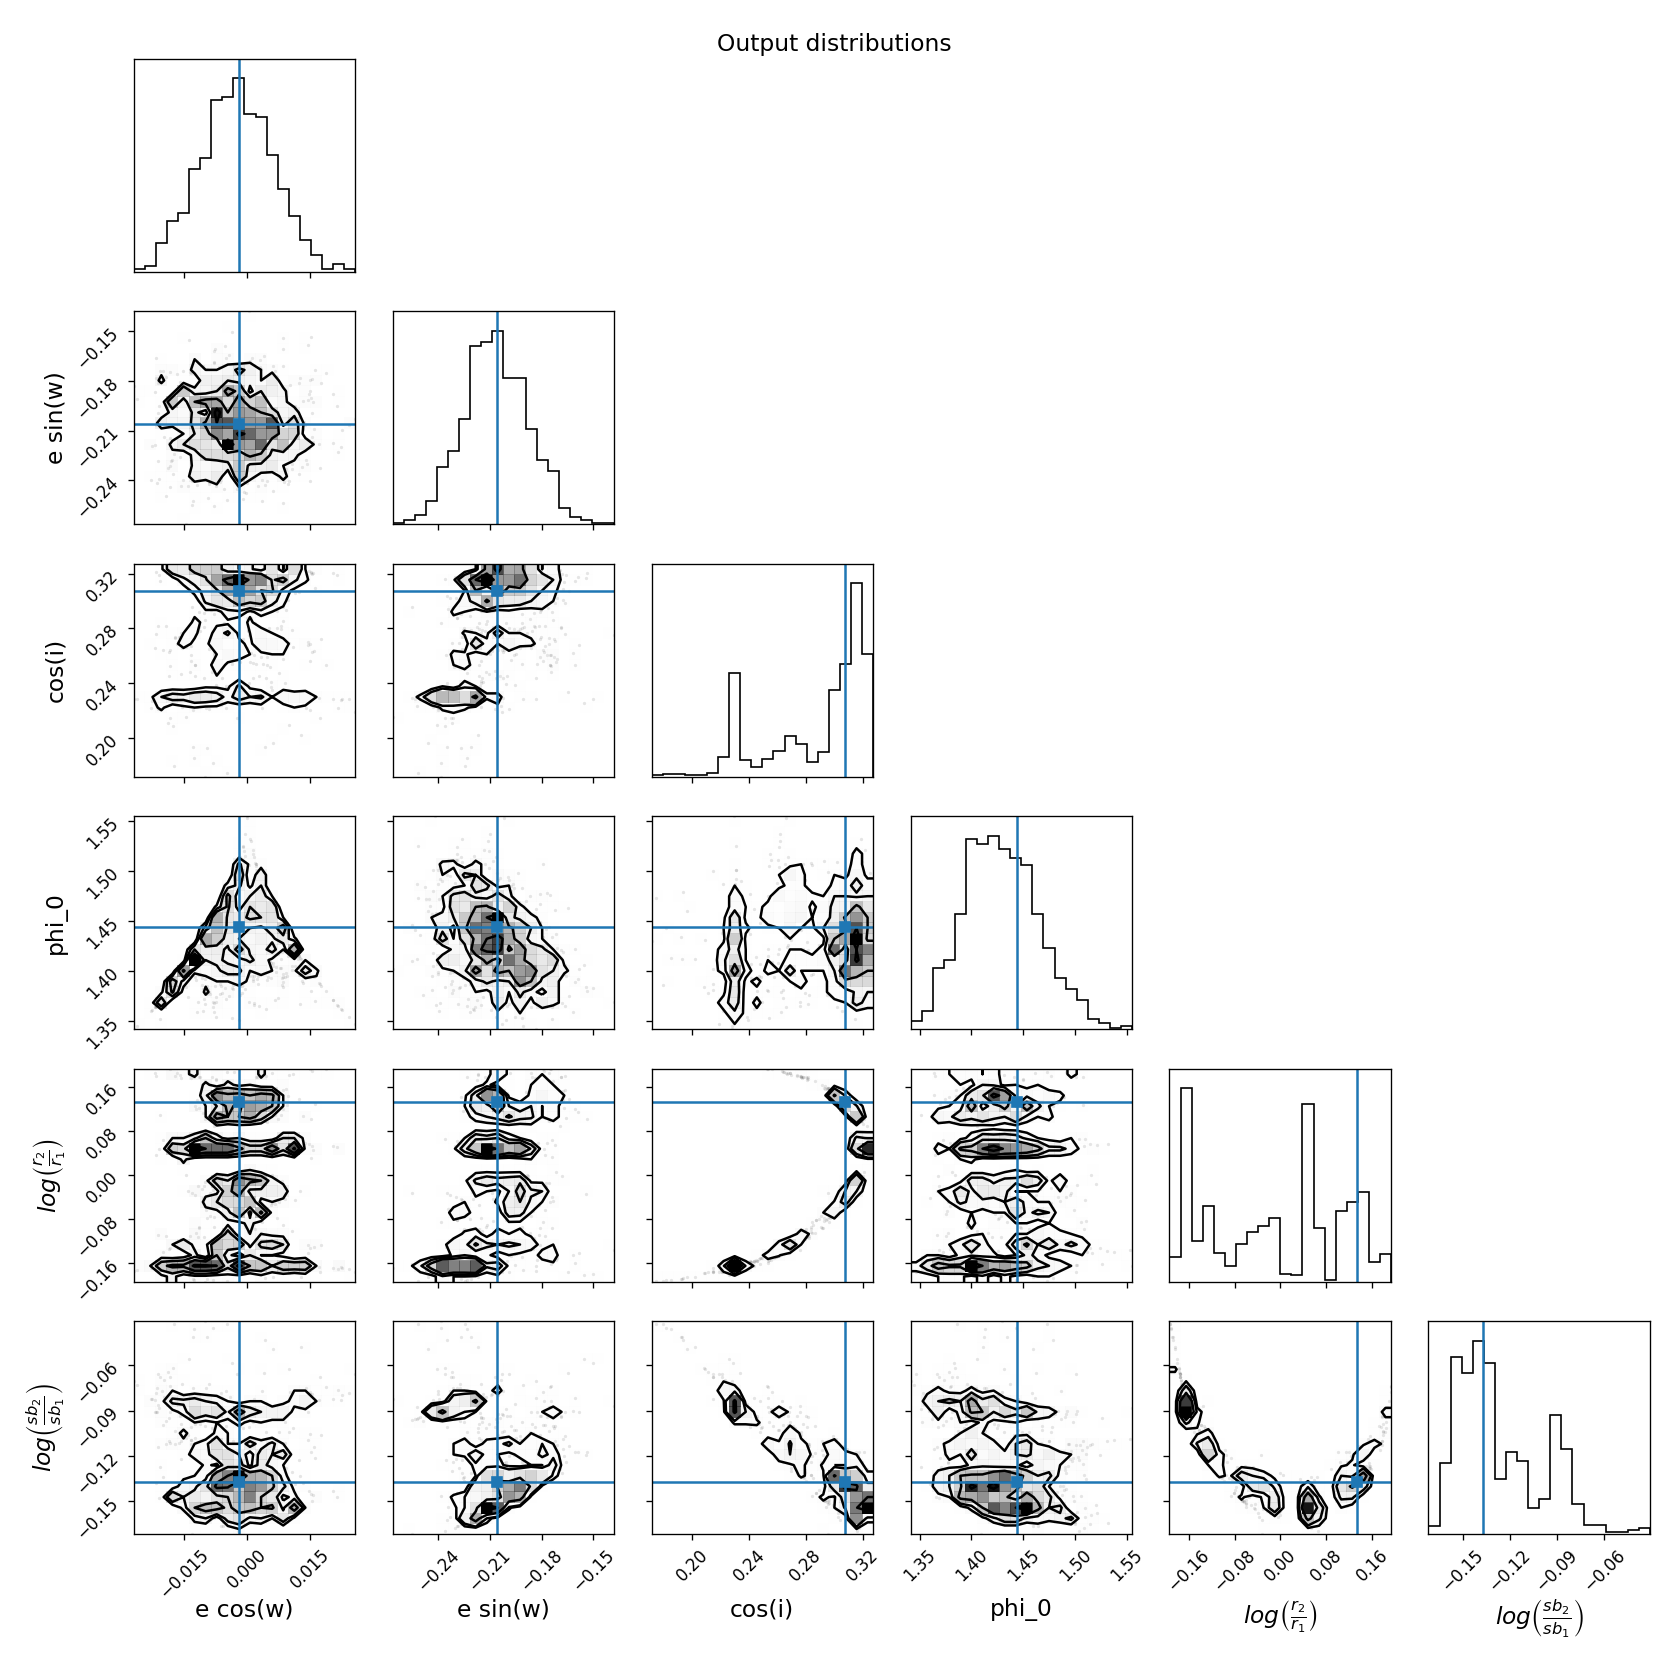 Output distributions
e sin(w)
−0.15
−0.18
−0.21
−0.24
cos(i)
0.32
0.28
0.24
0.20
phi_0
1.55
1.50
1.45
1.40
1.35
log(r₂/r₁)
0.16
0.08
0.00
−0.08
−0.16
log(sb₂/sb₁)
−0.06
−0.09
−0.12
−0.15
−0.015 0.000 0.015
−0.24 −0.21 −0.18 −0.15
0.20 0.24 0.28 0.32
1.35 1.40 1.45 1.50 1.55
−0.16 −0.08 0.00 0.08 0.16
−0.15 −0.12 −0.09 −0.06
e cos(w)
e sin(w)
cos(i)
phi_0
log(r₂/r₁)
log(sb₂/sb₁)